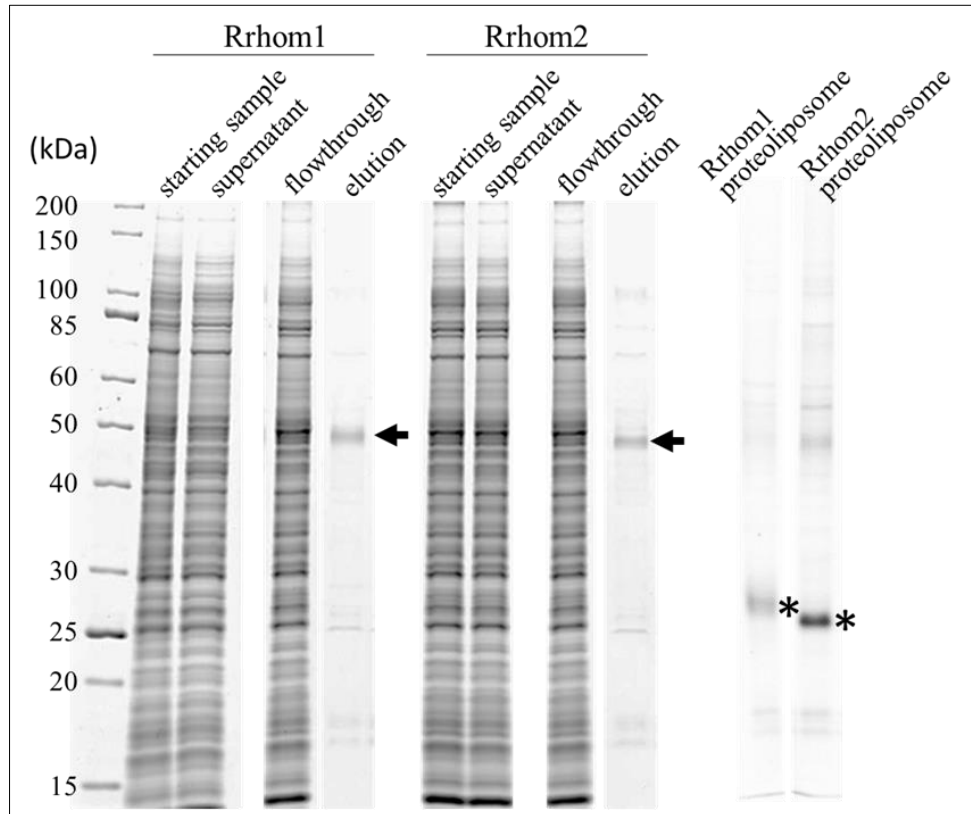 Rrhom1
Rrhom2
starting sample
supernatant
flowthrough
elution
starting sample
supernatant
flowthrough
elution
Rrhom1
proteoliposome
Rrhom2
proteoliposome
(kDa)
200
150
100
85
60
50
40
30
25
20
15
*
*